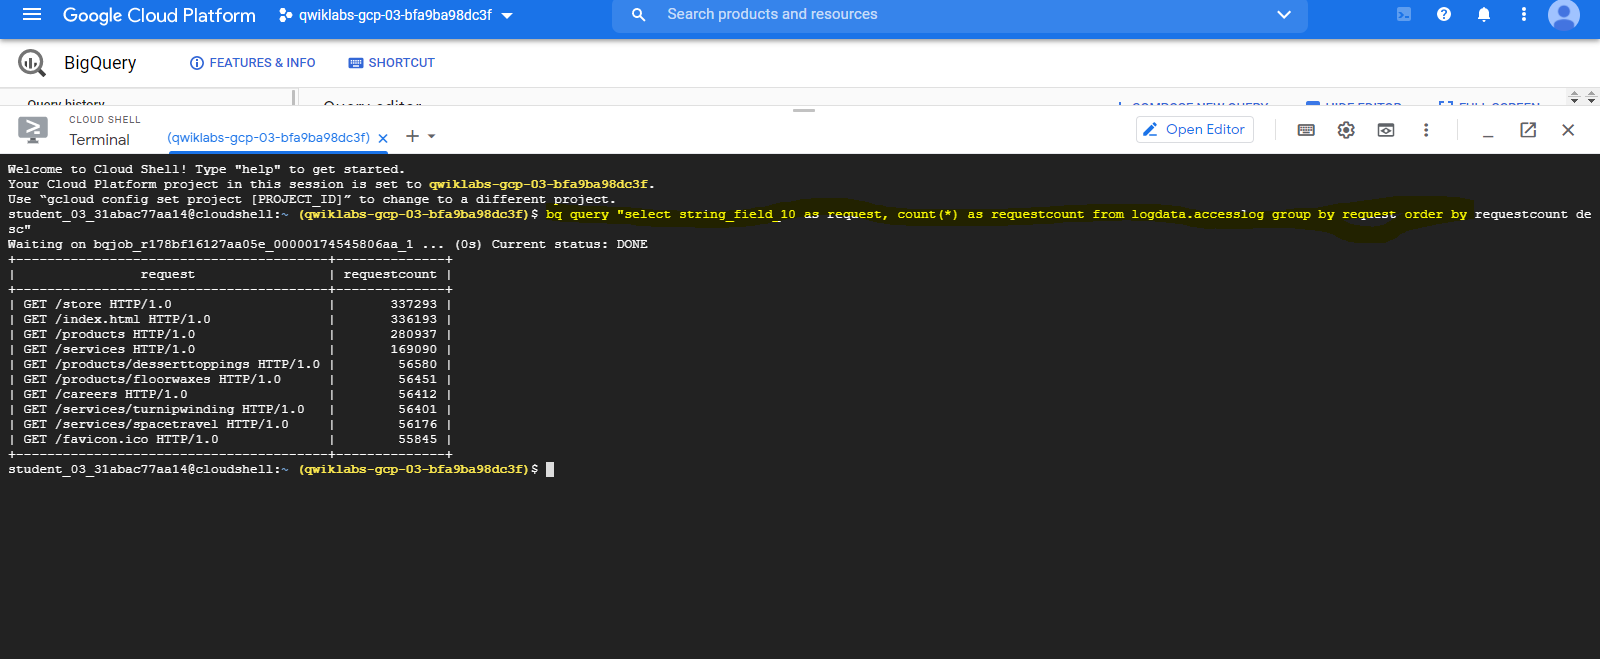 Google Cloud Platform
qwiklabs-gcp-03-bfa9ba98dc3f
Search products and resources
BigQuery
FEATURES & INFO
SHORTCUT
Query history
Query editor
COMPOSE NEW QUERY
HIDE EDITOR
FULL SCREEN
CLOUD SHELL
Terminal
(qwiklabs-gcp-03-bfa9ba98dc3f)
Open Editor
Welcome to Cloud Shell! Type "help" to get started.
Your Cloud Platform project in this session is set to qwiklabs-gcp-03-bfa9ba98dc3f.
Use “gcloud config set project [PROJECT_ID]” to change to a different project.
student_03_31abac77aa14@cloudshell:~ (qwiklabs-gcp-03-bfa9ba98dc3f)$ bq query "select string_field_10 as request, count(*) as requestcount from logdata.accesslog group by request order by requestcount de
sc"
Waiting on bqjob_r178bf16127aa05e_00000174545806aa_1 ... (0s) Current status: DONE
+----------------------------------------+--------------+
| request | requestcount |
+----------------------------------------+--------------+
| GET /store HTTP/1.0 | 337293 |
| GET /index.html HTTP/1.0 | 336193 |
| GET /products HTTP/1.0 | 280937 |
| GET /services HTTP/1.0 | 169090 |
| GET /products/desserttoppings HTTP/1.0 | 56580 |
| GET /products/floorwaxes HTTP/1.0 | 56451 |
| GET /careers HTTP/1.0 | 56412 |
| GET /services/turnipwinding HTTP/1.0 | 56401 |
| GET /services/spacetravel HTTP/1.0 | 56176 |
| GET /favicon.ico HTTP/1.0 | 55845 |
+----------------------------------------+--------------+
student_03_31abac77aa14@cloudshell:~ (qwiklabs-gcp-03-bfa9ba98dc3f)$